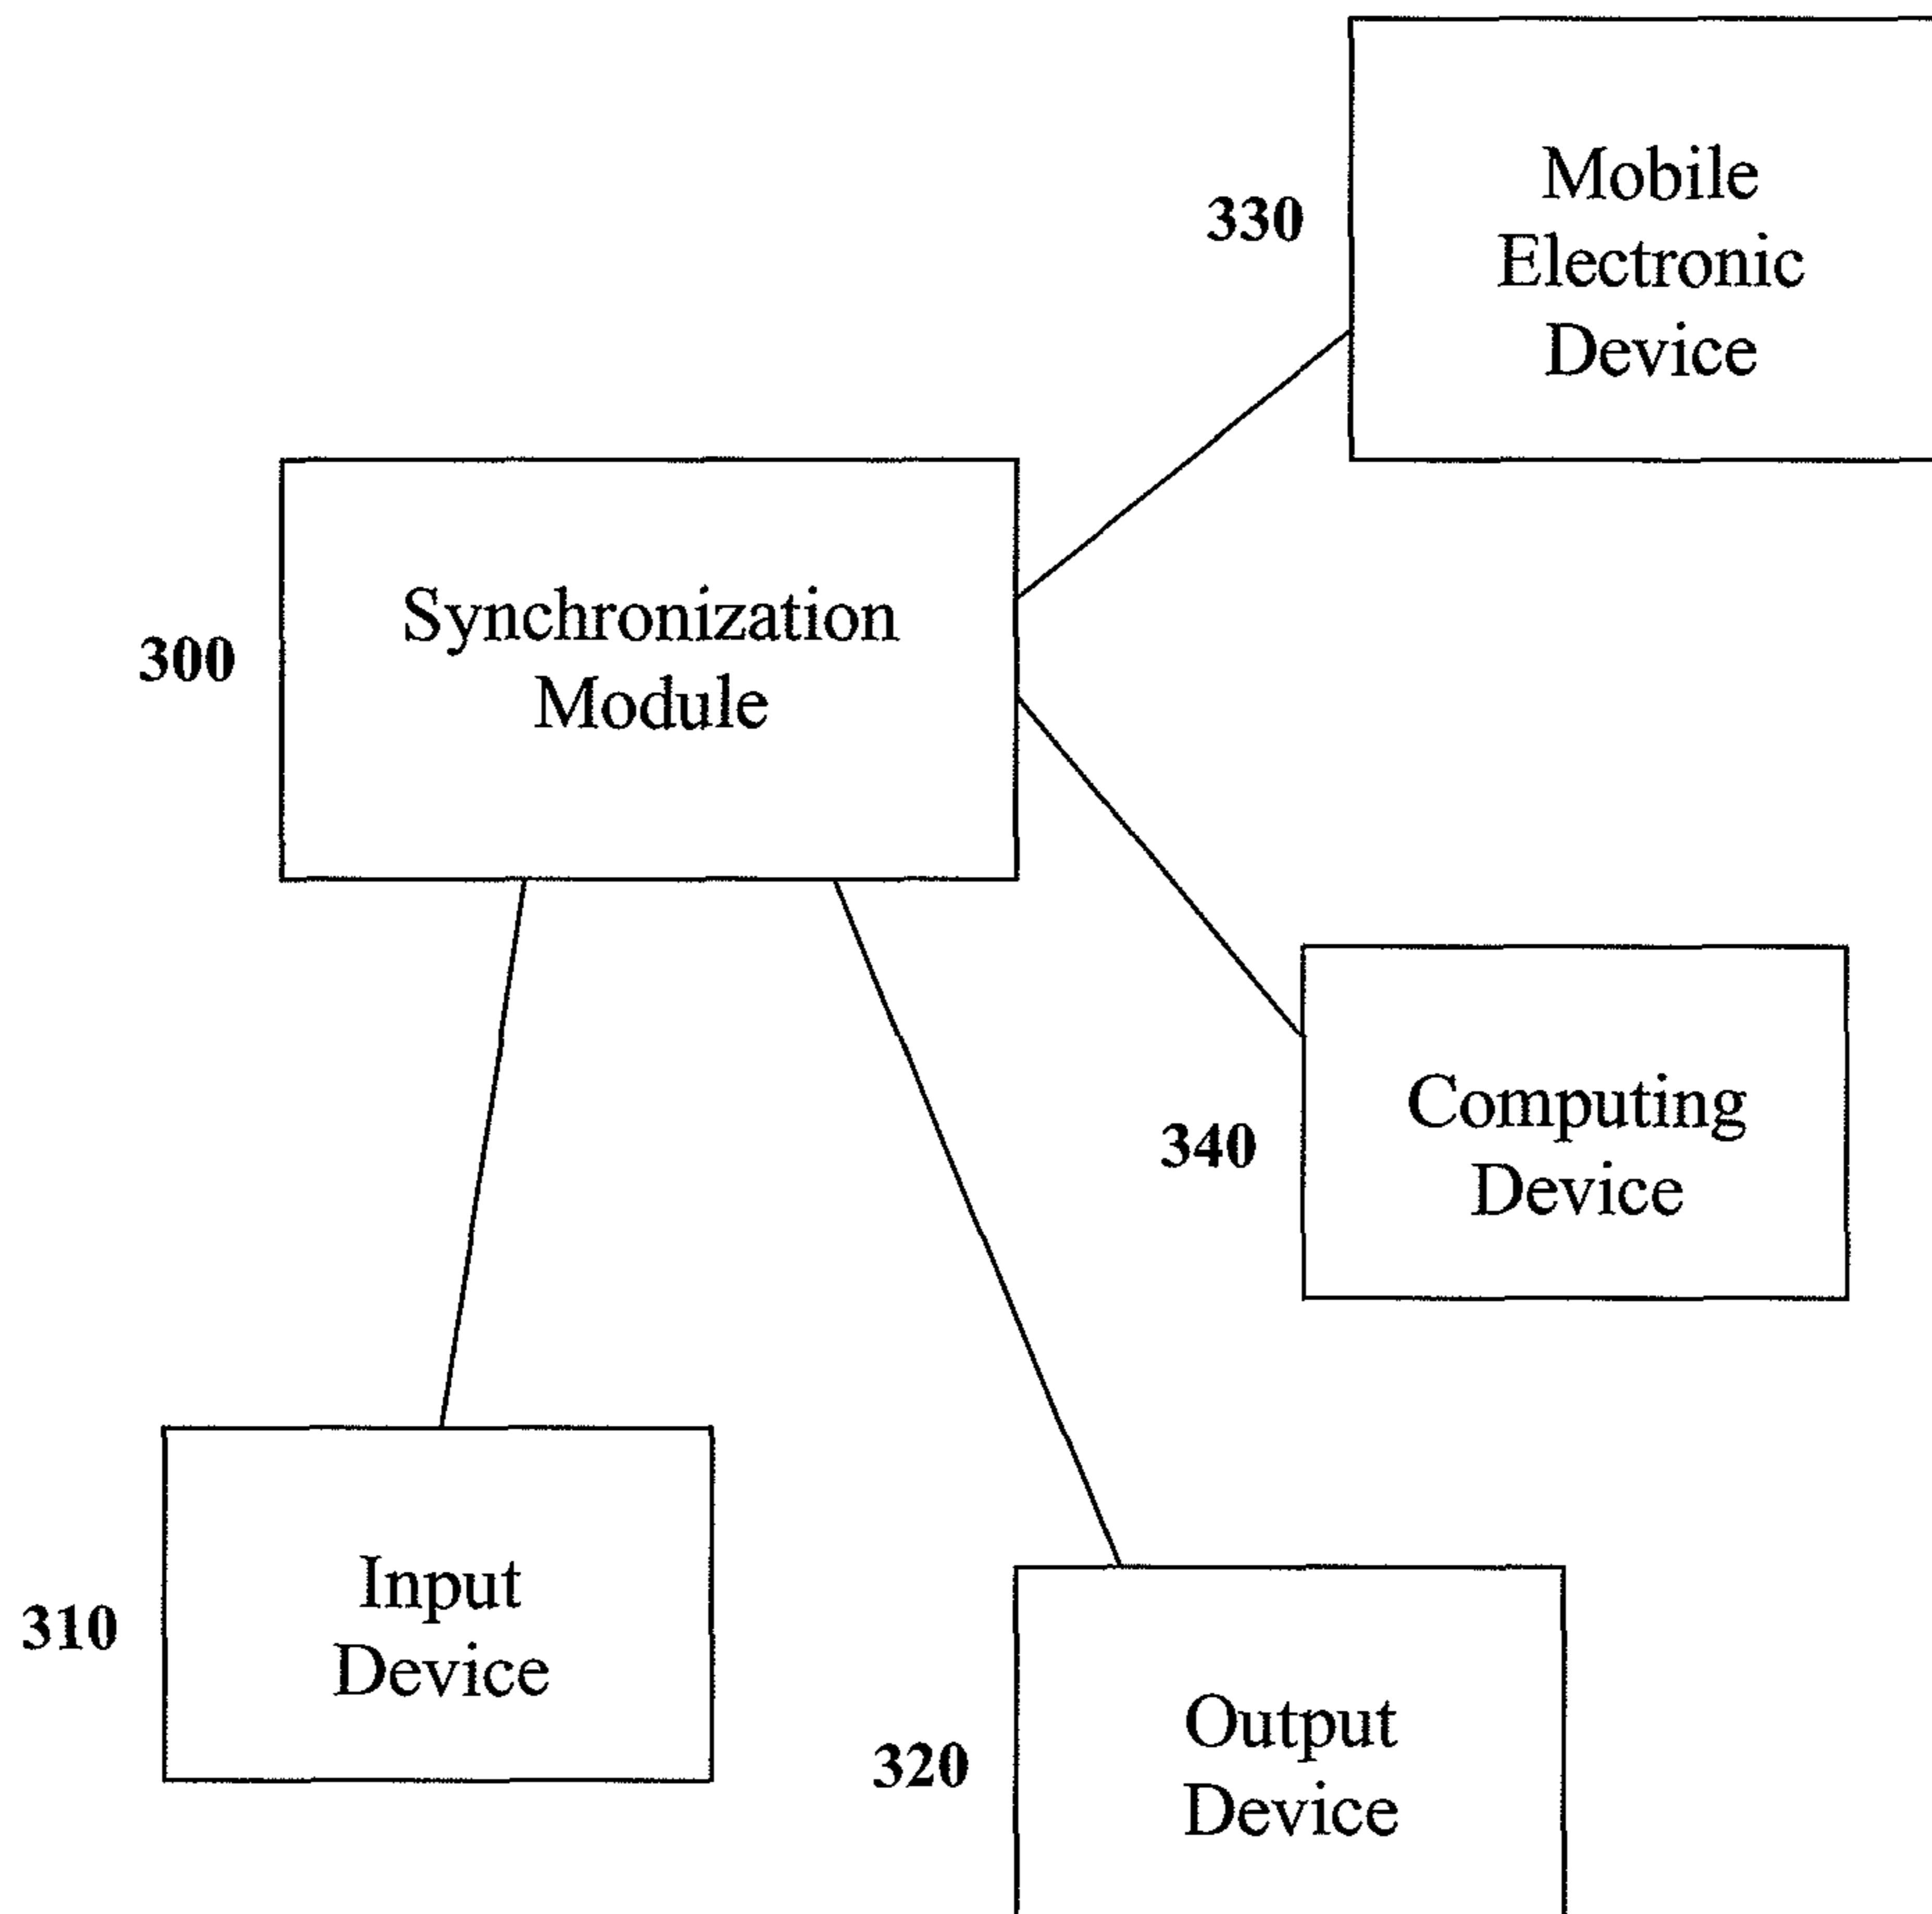 330
Mobile
Electronic
Device
300
Synchronization
Module
340
Computing
Device
310
Input
Device
320
Output
Device